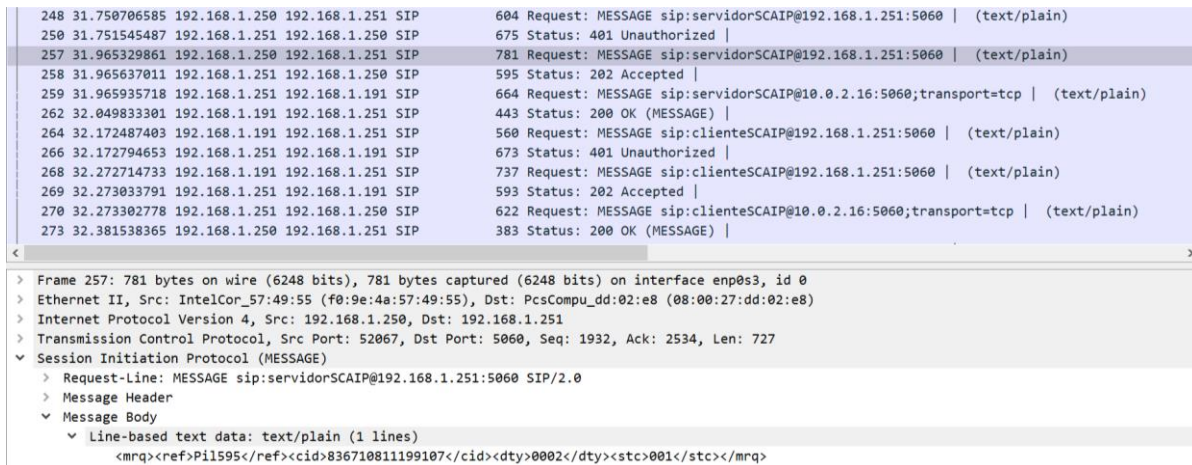 248 31.750706585 192.168.1.250 192.168.1.251 SIP 604 Request: MESSAGE sip:servidorSCAIP@192.168.1.251:5060 | (text/plain)
250 31.751545487 192.168.1.251 192.168.1.250 SIP 675 Status: 401 Unauthorized |
257 31.965329861 192.168.1.250 192.168.1.251 SIP 781 Request: MESSAGE sip:servidorSCAIP@192.168.1.251:5060 | (text/plain)
258 31.965637011 192.168.1.251 192.168.1.250 SIP 595 Status: 202 Accepted |
259 31.965935718 192.168.1.251 192.168.1.191 SIP 664 Request: MESSAGE sip:servidorSCAIP@10.0.2.16:5060;transport=tcp | (text/plain)
262 32.049833301 192.168.1.191 192.168.1.251 SIP 443 Status: 200 OK (MESSAGE) |
264 32.172487403 192.168.1.191 192.168.1.251 SIP 560 Request: MESSAGE sip:clienteSCAIP@192.168.1.251:5060 | (text/plain)
266 32.172794653 192.168.1.251 192.168.1.191 SIP 673 Status: 401 Unauthorized |
268 32.272714733 192.168.1.191 192.168.1.251 SIP 737 Request: MESSAGE sip:clienteSCAIP@192.168.1.251:5060 | (text/plain)
269 32.273033791 192.168.1.251 192.168.1.191 SIP 593 Status: 202 Accepted |
270 32.273302778 192.168.1.251 192.168.1.250 SIP 622 Request: MESSAGE sip:clienteSCAIP@10.0.2.16:5060;transport=tcp | (text/plain)
273 32.381538365 192.168.1.250 192.168.1.251 SIP 383 Status: 200 OK (MESSAGE) |
Frame 257: 781 bytes on wire (6248 bits), 781 bytes captured (6248 bits) on interface enp0s3, id 0
Ethernet II, Src: IntelCor_57:49:55 (f0:9e:4a:57:49:55), Dst: PcsCompu_dd:02:e8 (08:00:27:dd:02:e8)
Internet Protocol Version 4, Src: 192.168.1.250, Dst: 192.168.1.251
Transmission Control Protocol, Src Port: 52067, Dst Port: 5060, Seq: 1932, Ack: 2534, Len: 727
Session Initiation Protocol (MESSAGE)
Request-Line: MESSAGE sip:servidorSCAIP@192.168.1.251:5060 SIP/2.0
Message Header
Message Body
Line-based text data: text/plain (1 lines)
<mrq><ref>Pil595</ref><cid>836710811199107</cid><dty>0002</dty><stc>001</stc></mrq>